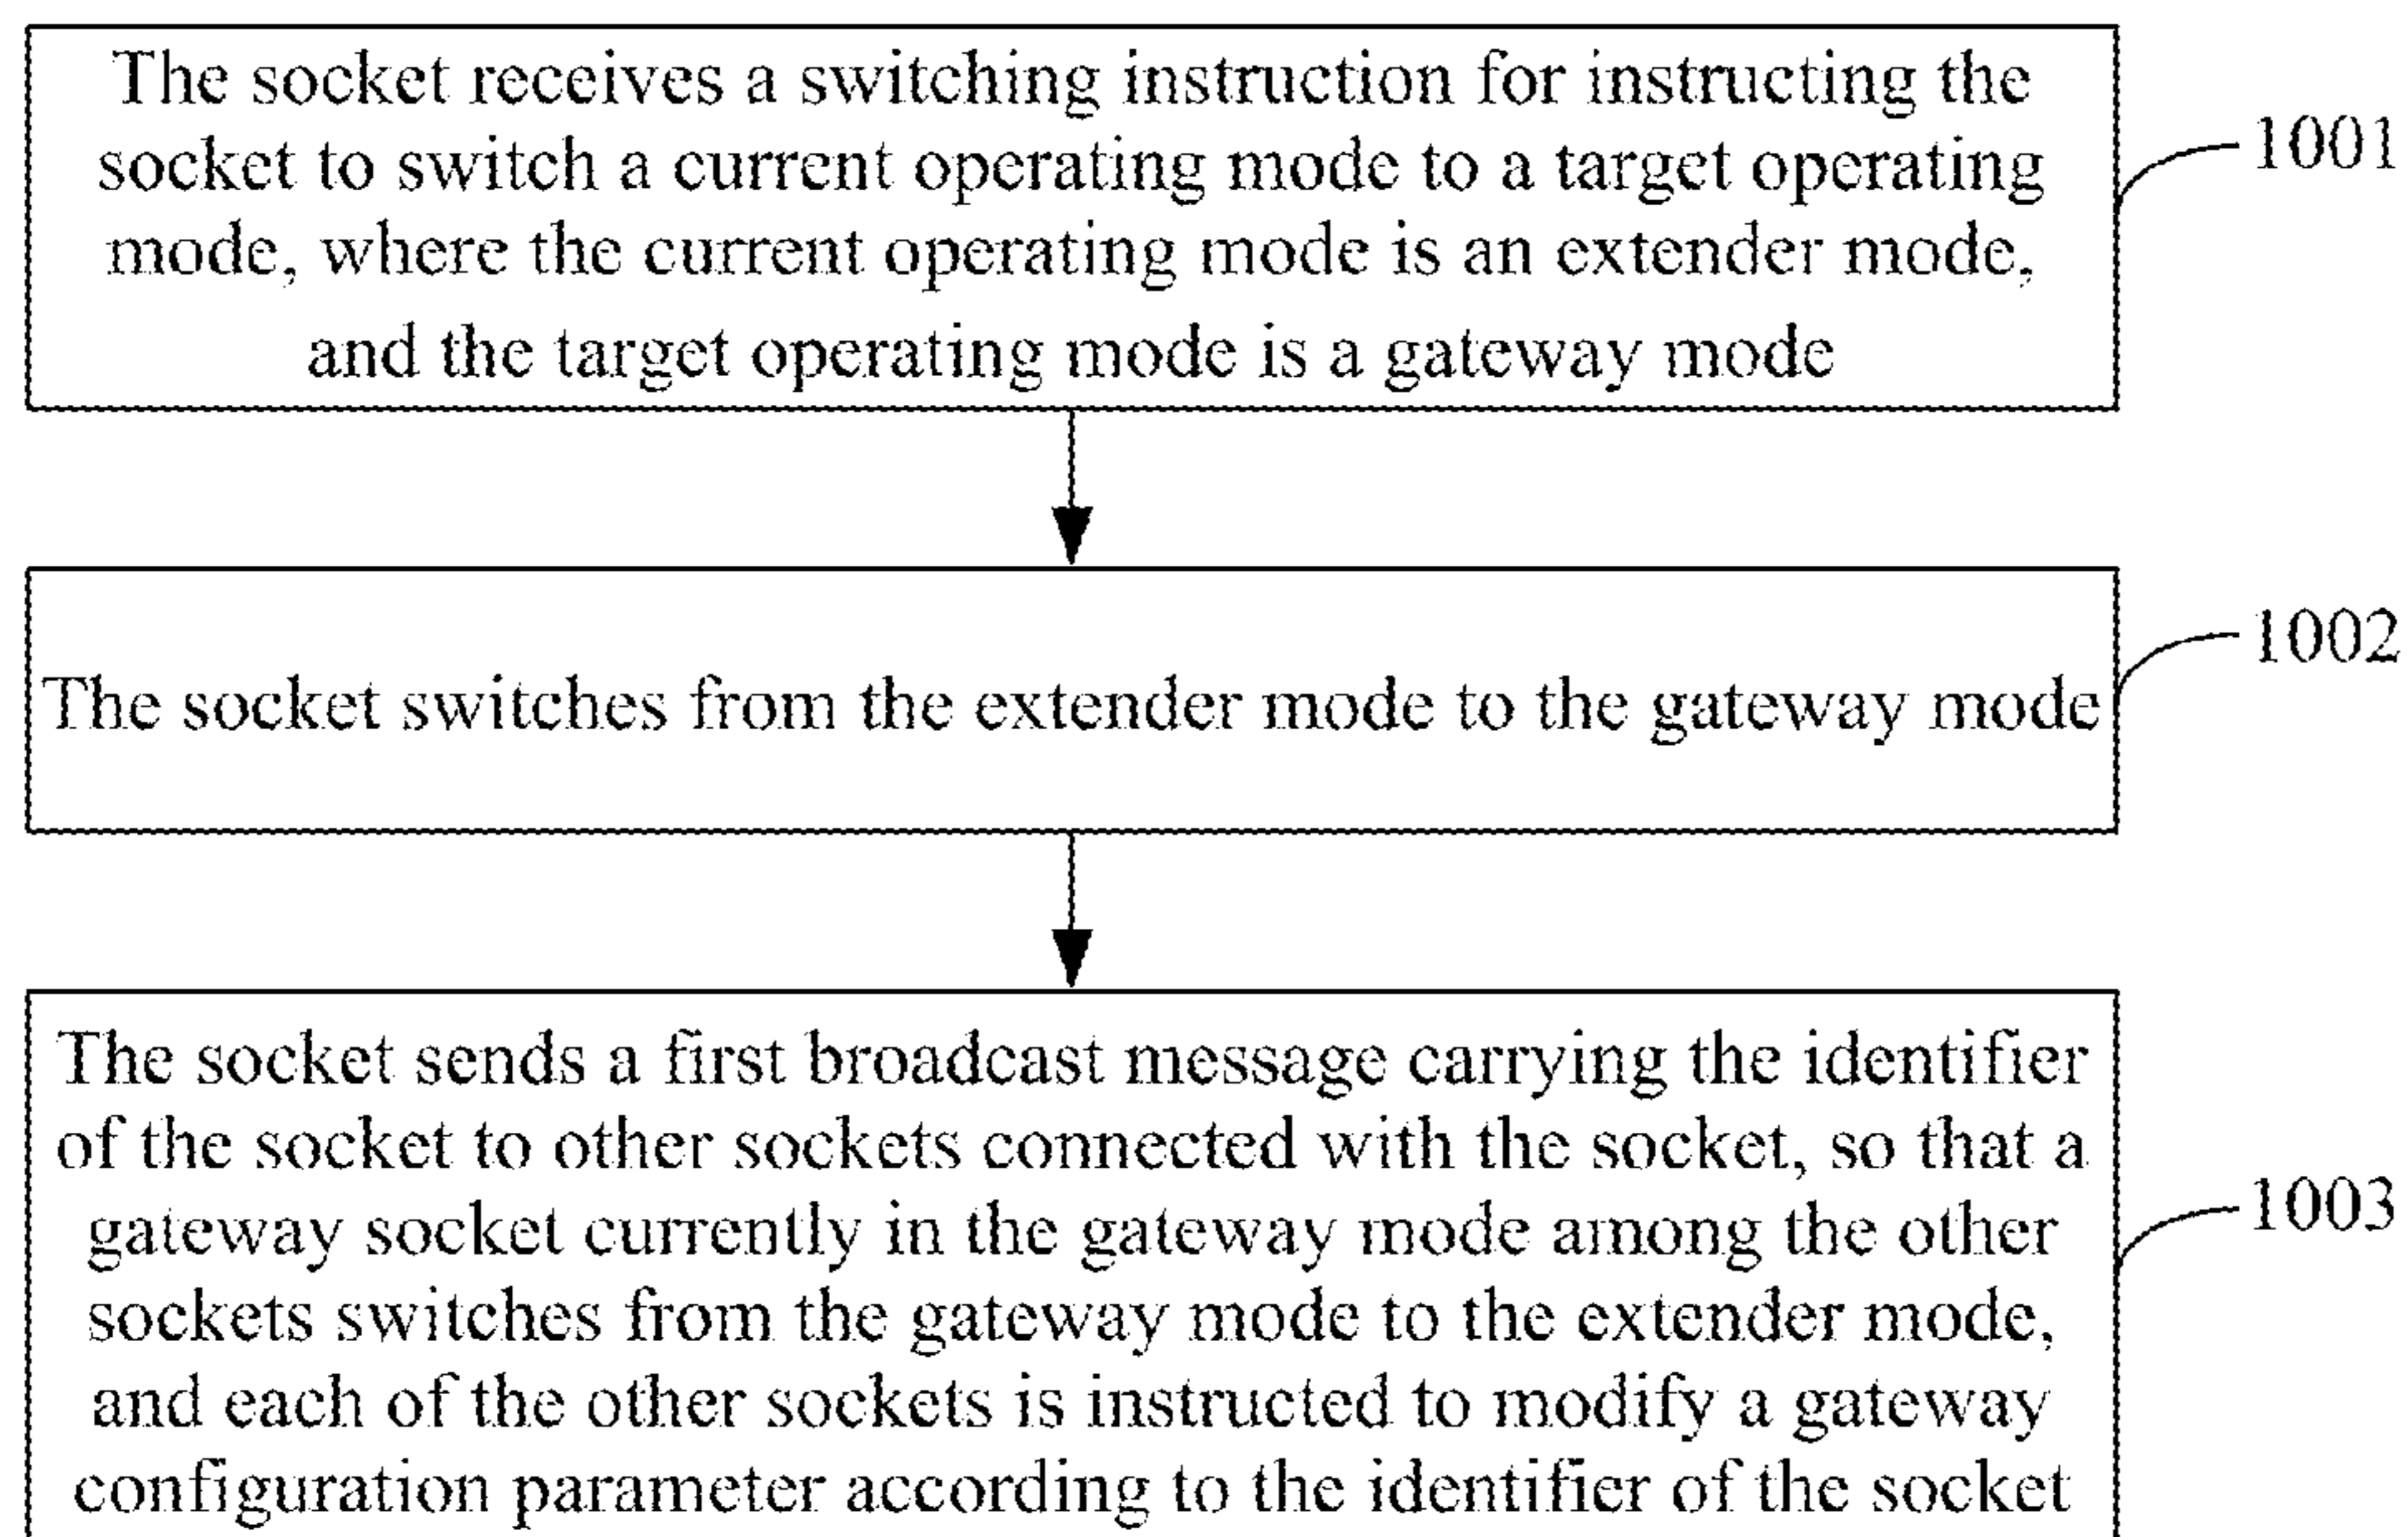 The socket receives a switching instruction for instructing the
socket to switch a current operating mode to a target operating
mode, where the current operating mode is an extender mode,
and the target operating mode is a gateway mode
1001
The socket switches from the extender mode to the gateway mode
1002
The socket sends a first broadcast message carrying the identifier
of the socket to other sockets connected with the socket, so that a
gateway socket currently in the gateway mode among the other
sockets switches from the gateway mode to the extender mode,
and each of the other sockets is instructed to modify a gateway
configuration parameter according to the identifier of the socket
1003